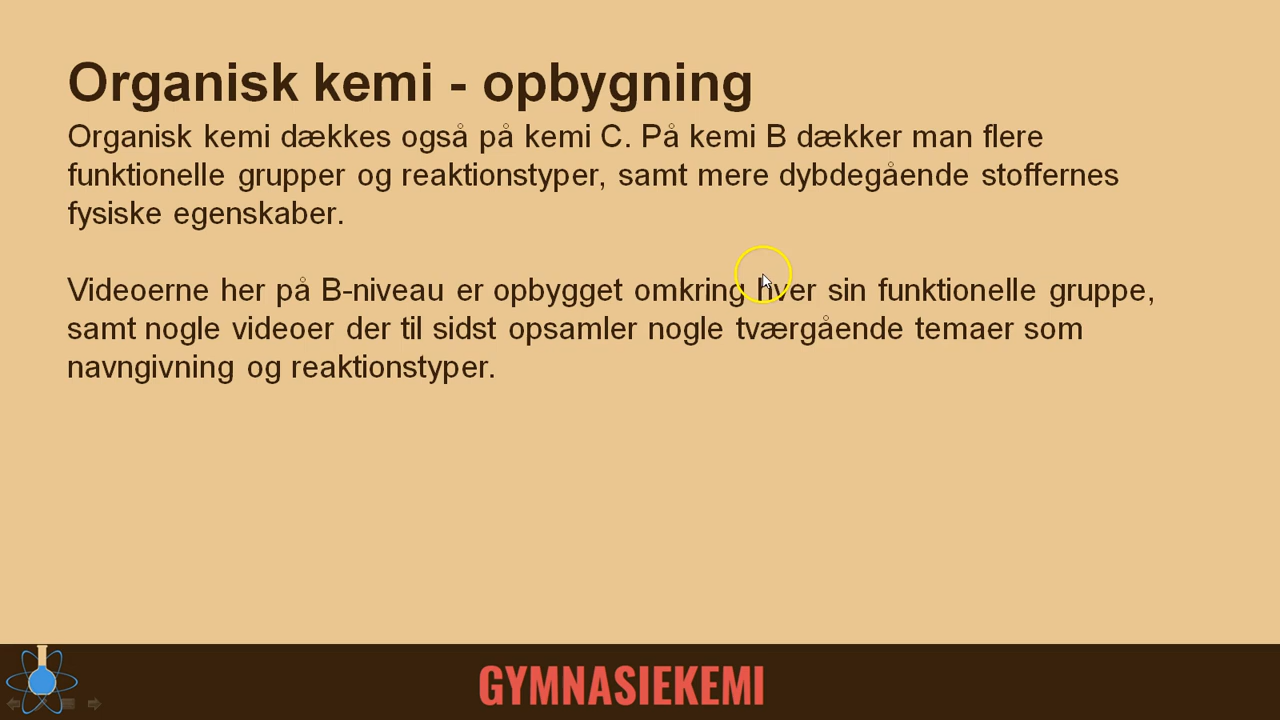 Organisk kemi - opbygning
Organisk kemi dækkes også på kemi C. På kemi B dækker man flere
funktionelle grupper og reaktionstyper, samt mere dybdegående stoffernes
fysiske egenskaber.
Videoerne her på B-niveau er opbygget omkring hver sin funktionelle gruppe,
samt nogle videoer der til sidst opsamler nogle tværgående temaer som
navngivning og reaktionstyper.
GYMNASIEKEMI